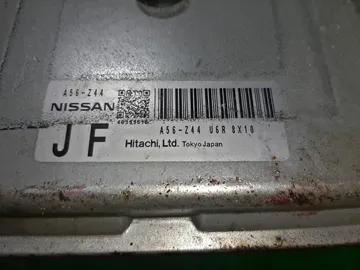 A56-Z44
NISSAN
JF
A56-Z44 U6R 8X10
Hitachi, Ltd. Tokyo Japan